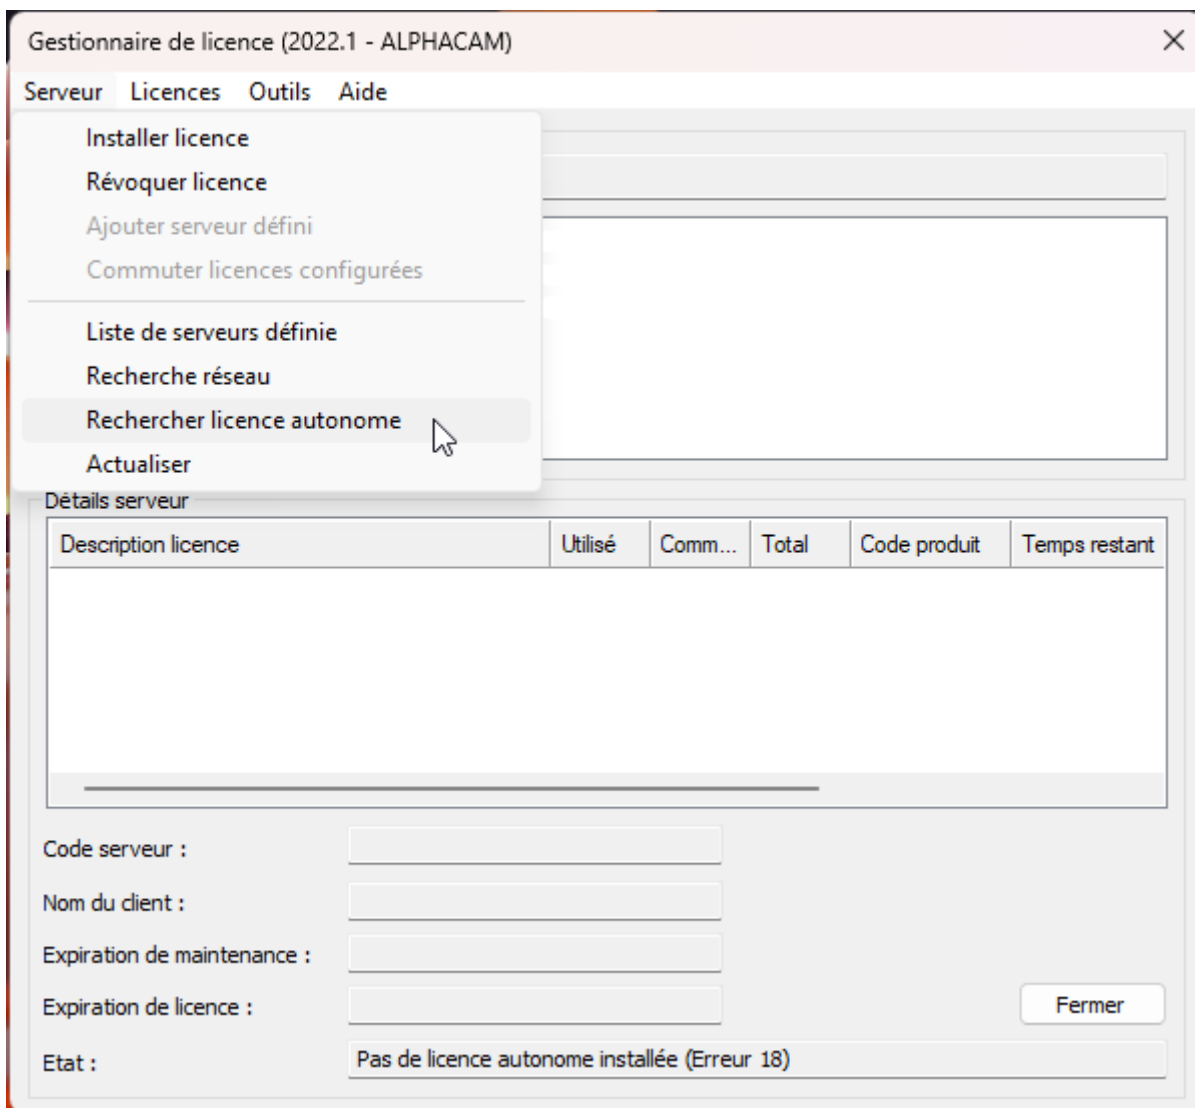 Gestionnaire de licence (2022.1 - ALPHACAM)
Serveur Licences Outils Aide
Installer licence
Révoquer licence
Ajouter serveur défini
Commuter licences configurées
Liste de serveurs définie
Recherche réseau
Rechercher licence autonome
Actualiser
Détails serveur
Description licence Utilisé Comm... Total Code produit Temps restant
Code serveur :
Nom du client :
Expiration de maintenance :
Expiration de licence : Fermer
Etat : Pas de licence autonome installée (Erreur 18)